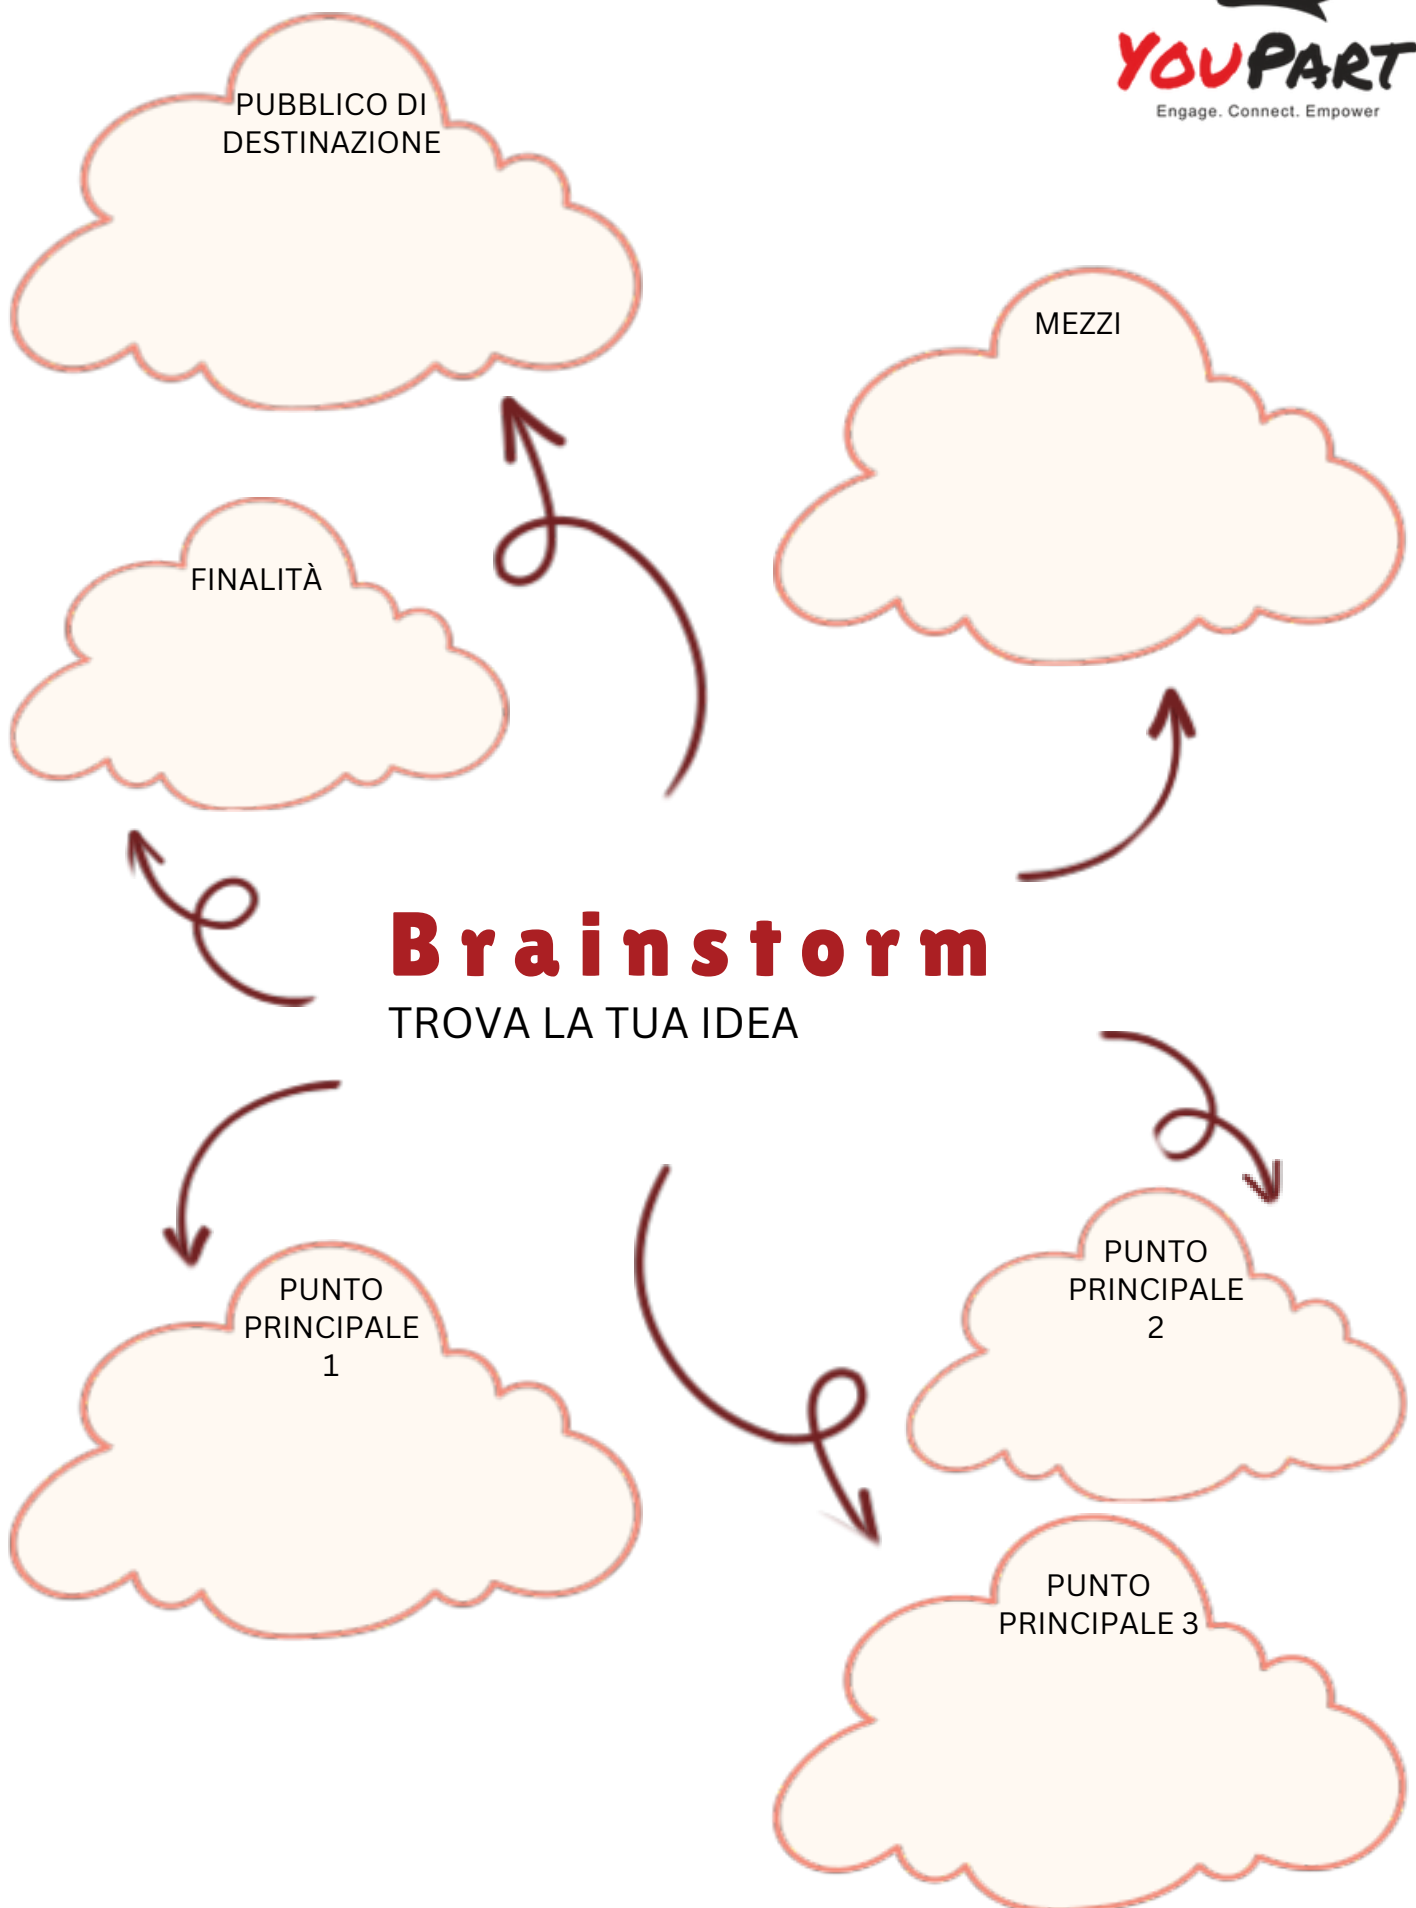 YOUPART
Engage. Connect. Empower
PUBBLICO DI
DESTINAZIONE
MEZZI
FINALITÀ
Brainstorm
TROVA LA TUA IDEA
PUNTO
PRINCIPALE
1
PUNTO
PRINCIPALE
2
PUNTO
PRINCIPALE 3